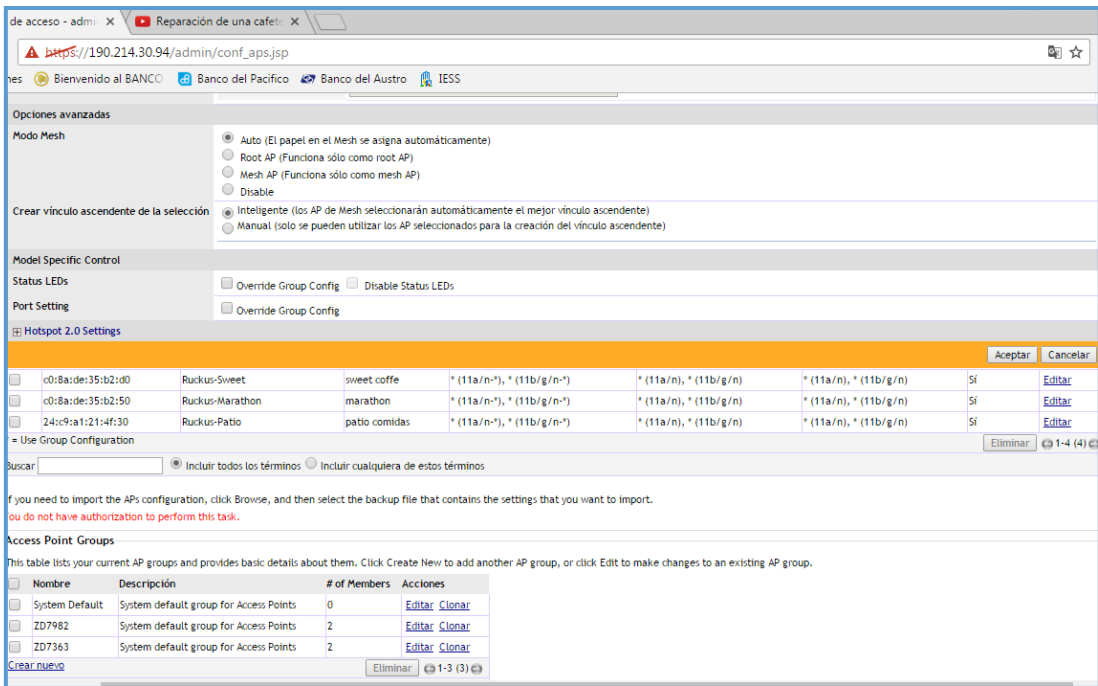 de acceso - admi
Reparación de una cafete
https://190.214.30.94/admin/conf_aps.jsp
nes Bienvenido al BANCO Banco del Pacifico Banco del Austro IESS
Opciones avanzadas
Modo Mesh
Auto (El papel en el Mesh se asigna automáticamente)
Root AP (Funciona sólo como root AP)
Mesh AP (Funciona sólo como mesh AP)
Disable
Crear vínculo ascendente de la selección
Inteligente (los AP de Mesh seleccionarán automáticamente el mejor vínculo ascendente)
Manual (solo se pueden utilizar los AP seleccionados para la creación del vínculo ascendente)
Model Specific Control
Status LEDs Override Group Config Disable Status LEDs
Port Setting Override Group Config
Hotspot 2.0 Settings
Aceptar Cancelar
c0:8a:de:35:b2:d0 Ruckus-Sweet sweet coffe * (11a/n-*), * (11b/g/n-*) * (11a/n), * (11b/g/n) * (11a/n), * (11b/g/n) Sí Editar
c0:8a:de:35:b2:50 Ruckus-Marathon marathon * (11a/n-*), * (11b/g/n-*) * (11a/n), * (11b/g/n) * (11a/n), * (11b/g/n) Sí Editar
24:c9:a1:21:4f:30 Ruckus-Patio patio comidas * (11a/n-*), * (11b/g/n-*) * (11a/n), * (11b/g/n) * (11a/n), * (11b/g/n) Sí Editar
* = Use Group Configuration Eliminar 1-4 (4)
Buscar Incluir todos los términos Incluir cualquiera de estos términos
If you need to import the APs configuration, click Browse, and then select the backup file that contains the settings that you want to import.
You do not have authorization to perform this task.
Access Point Groups
This table lists your current AP groups and provides basic details about them. Click Create New to add another AP group, or click Edit to make changes to an existing AP group.
Nombre Descripción # of Members Acciones
System Default System default group for Access Points 0 Editar Clonar
ZD7982 System default group for Access Points 2 Editar Clonar
ZD7363 System default group for Access Points 2 Editar Clonar
Crear nuevo Eliminar 1-3 (3)